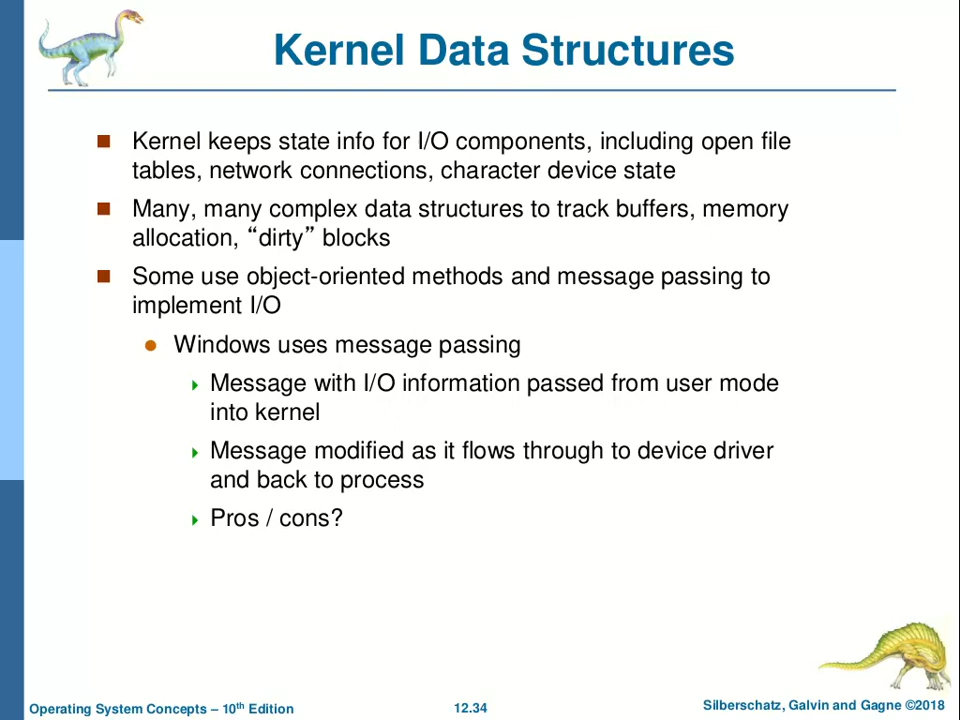 Kernel Data Structures
Kernel keeps state info for I/O components, including open file
tables, network connections, character device state
Many, many complex data structures to track buffers, memory
allocation, “dirty” blocks
Some use object-oriented methods and message passing to
implement I/O
Windows uses message passing
Message with I/O information passed from user mode
into kernel
Message modified as it flows through to device driver
and back to process
Pros / cons?
Operating System Concepts – 10th Edition
12.34
Silberschatz, Galvin and Gagne ©2018